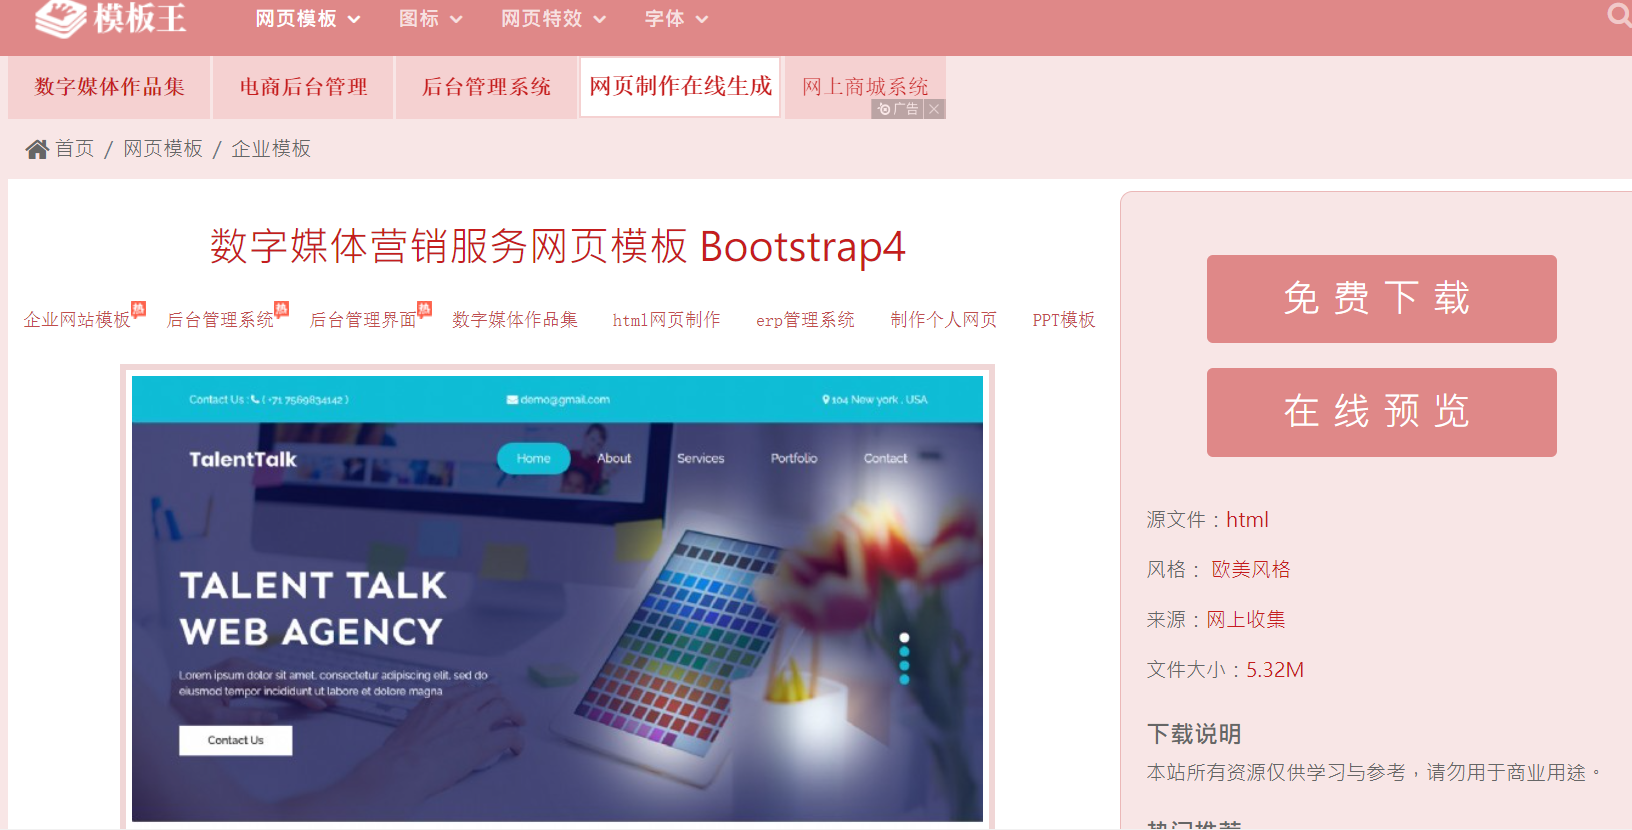 模板王
网页模板 图标 网页特效 字体
数字媒体作品集 电商后台管理 后台管理系统 网页制作在线生成 网上商城系统
广告
首页 / 网页模板 / 企业模板
数字媒体营销服务网页模板 Bootstrap4
企业网站模板 热 后台管理系统 热 后台管理界面 热 数字媒体作品集 html网页制作 erp管理系统 制作个人网页 PPT模板
Contact Us : ( +71 7569834142 ) demo@gmail.com 104 New york , USA
TalentTalk Home About Services Portfolio Contact
TALENT TALK
WEB AGENCY
Lorem ipsum dolor sit amet, consectetur adipiscing elit, sed do
eiusmod tempor incididunt ut labore et dolore magna
Contact Us
免费下载
在线预览
源文件：html
风格： 欧美风格
来源：网上收集
文件大小：5.32M
下载说明
本站所有资源仅供学习与参考，请勿用于商业用途。
热门推荐